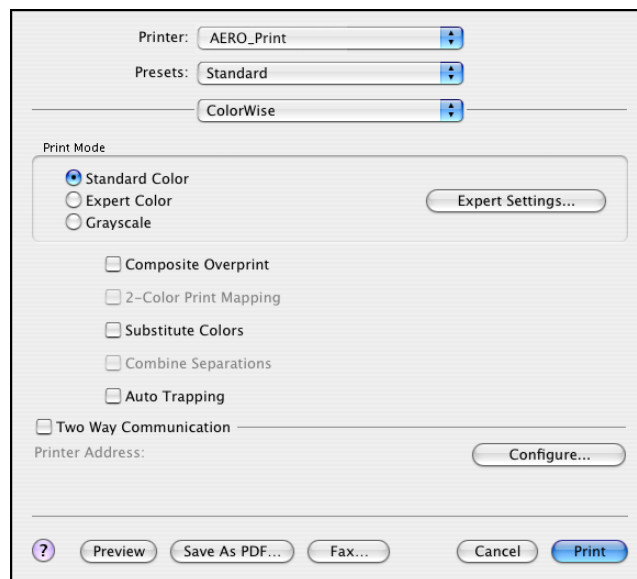 Printer: AERO_Print
Presets: Standard
ColorWise
Print Mode
Standard Color
Expert Color
Expert Settings...
Grayscale
Composite Overprint
2-Color Print Mapping
Substitute Colors
Combine Separations
Auto Trapping
Two Way Communication
Printer Address:
Configure...
? Preview Save As PDF... Fax... Cancel Print